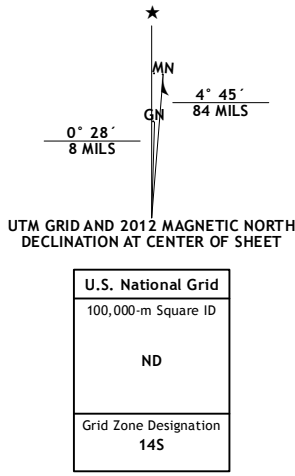 ★
MN
GN
4° 45´
84 MILS
0° 28´
8 MILS
UTM GRID AND 2012 MAGNETIC NORTH
DECLINATION AT CENTER OF SHEET
U.S. National Grid
100,000-m Square ID
ND
Grid Zone Designation
14S